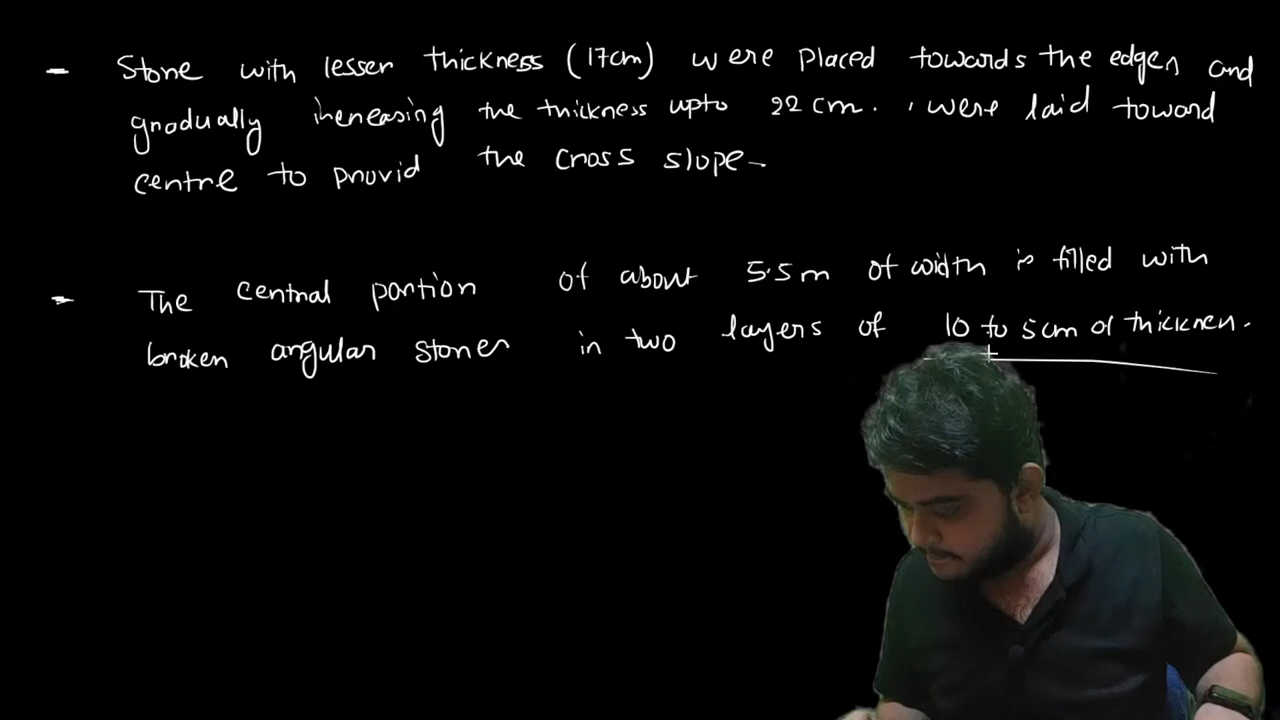 - Stone with lesser thickness (17cm) were placed towards the edges and
gradually increasing the thickness upto 22 cm. were laid toward
centre to provid the cross slope-
- The central portion of about 5.5m of width is filled with
broken angular stones in two layers of 10 to 5cm of thickness.